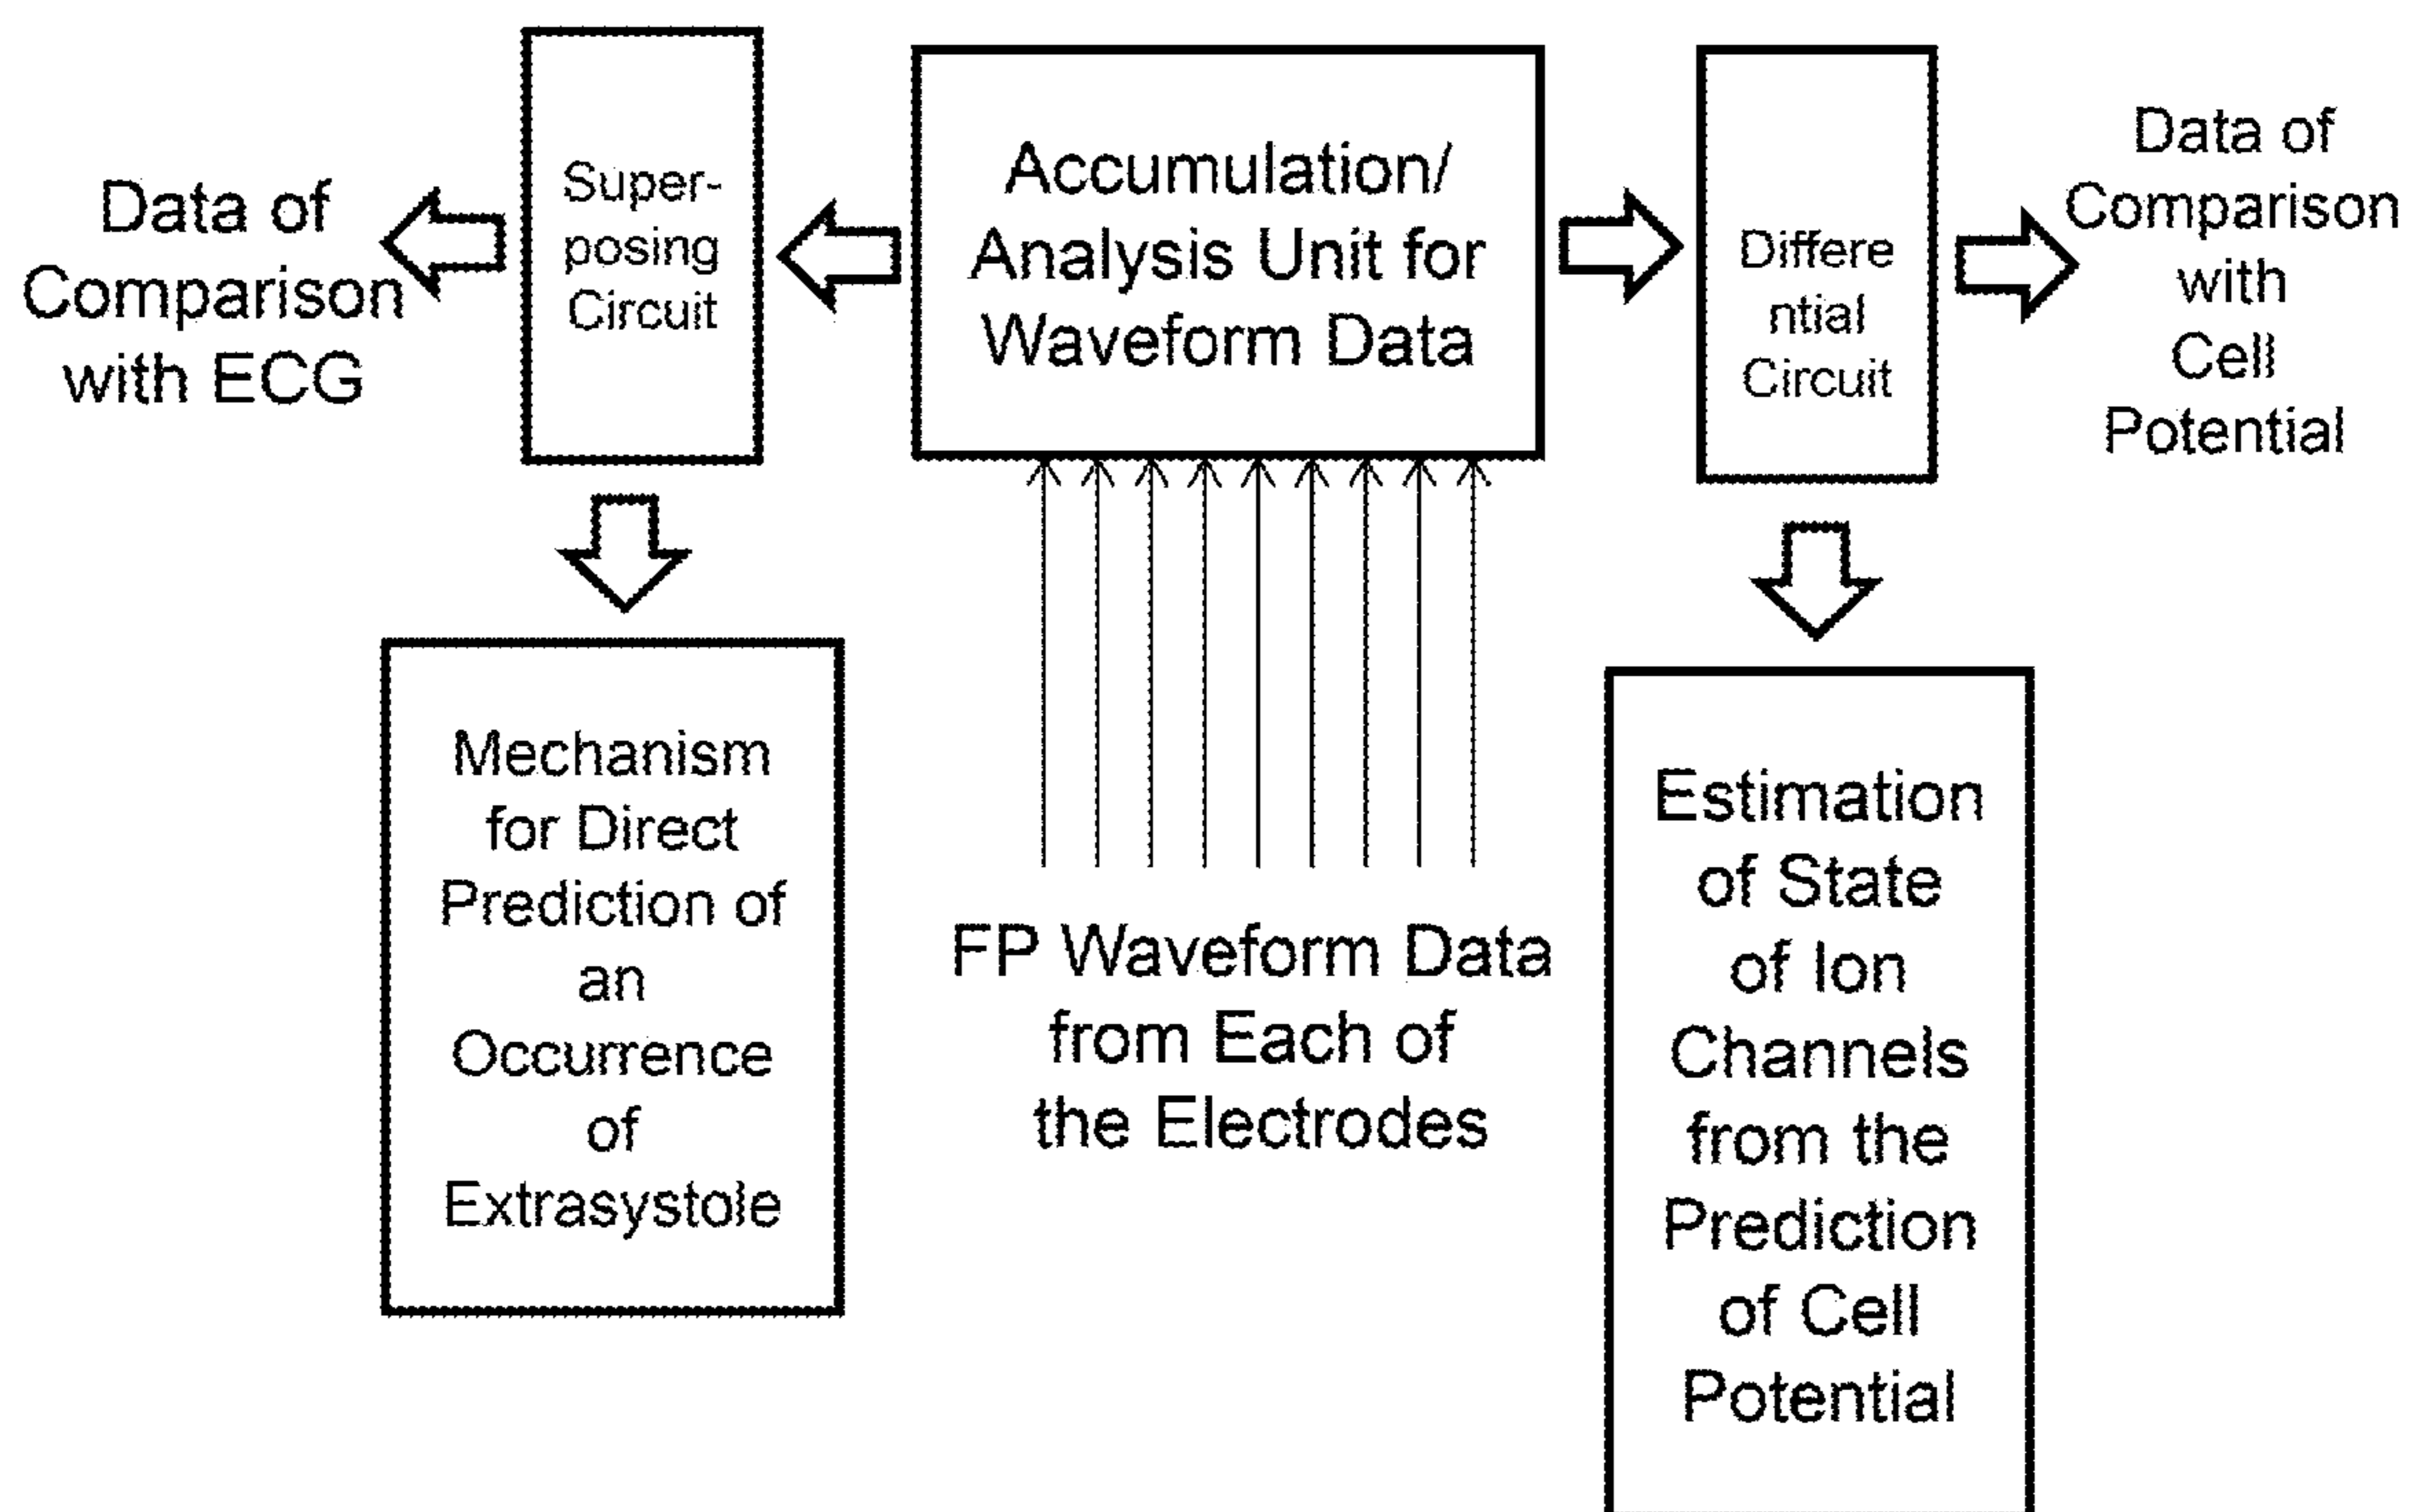 Data of
Comparison
with ECG
Super-
posing
Circuit
Accumulation/
Analysis Unit for
Waveform Data
Differe
ntial
Circuit
Data of
Comparison
with
Cell
Potential
Mechanism
for Direct
Prediction of
an
Occurrence
of
Extrasystole
FP Waveform Data
from Each of
the Electrodes
Estimation
of State
of Ion
Channels
from the
Prediction
of Cell
Potential